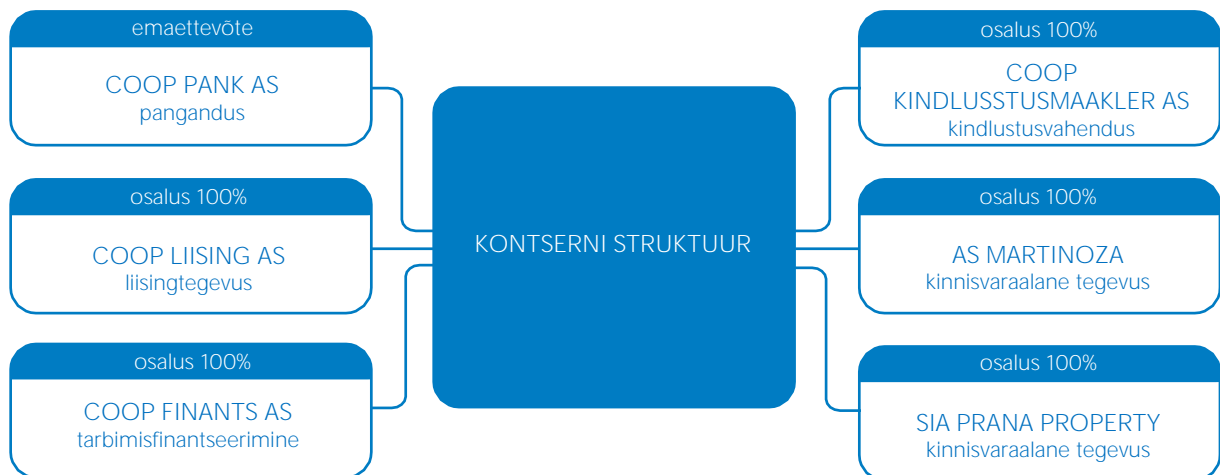 emaettevõte
COOP PANK AS
pangandus
osalus 100%
COOP LIISING AS
liisingtegevus
osalus 100%
COOP FINANTS AS
tarbimisfinantseerimine
KONTSERNI STRUKTUUR
osalus 100%
COOP
KINDLUSSTUSMAAKLER AS
kindlustusvahendus
osalus 100%
AS MARTINOZA
kinnisvaraalane tegevus
osalus 100%
SIA PRANA PROPERTY
kinnisvaraalane tegevus